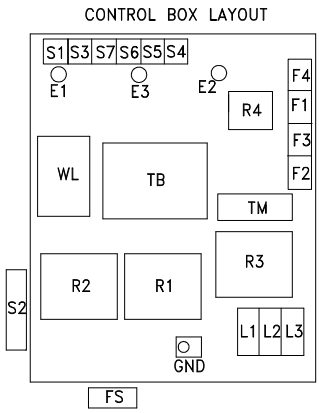 CONTROL BOX LAYOUT
S1 S3 S7 S6 S5 S4
E1 E3 E2
F4
R4 F1
F3
WL TB F2
TM
R3
R2 R1
S2 L1 L2 L3
GND
FS